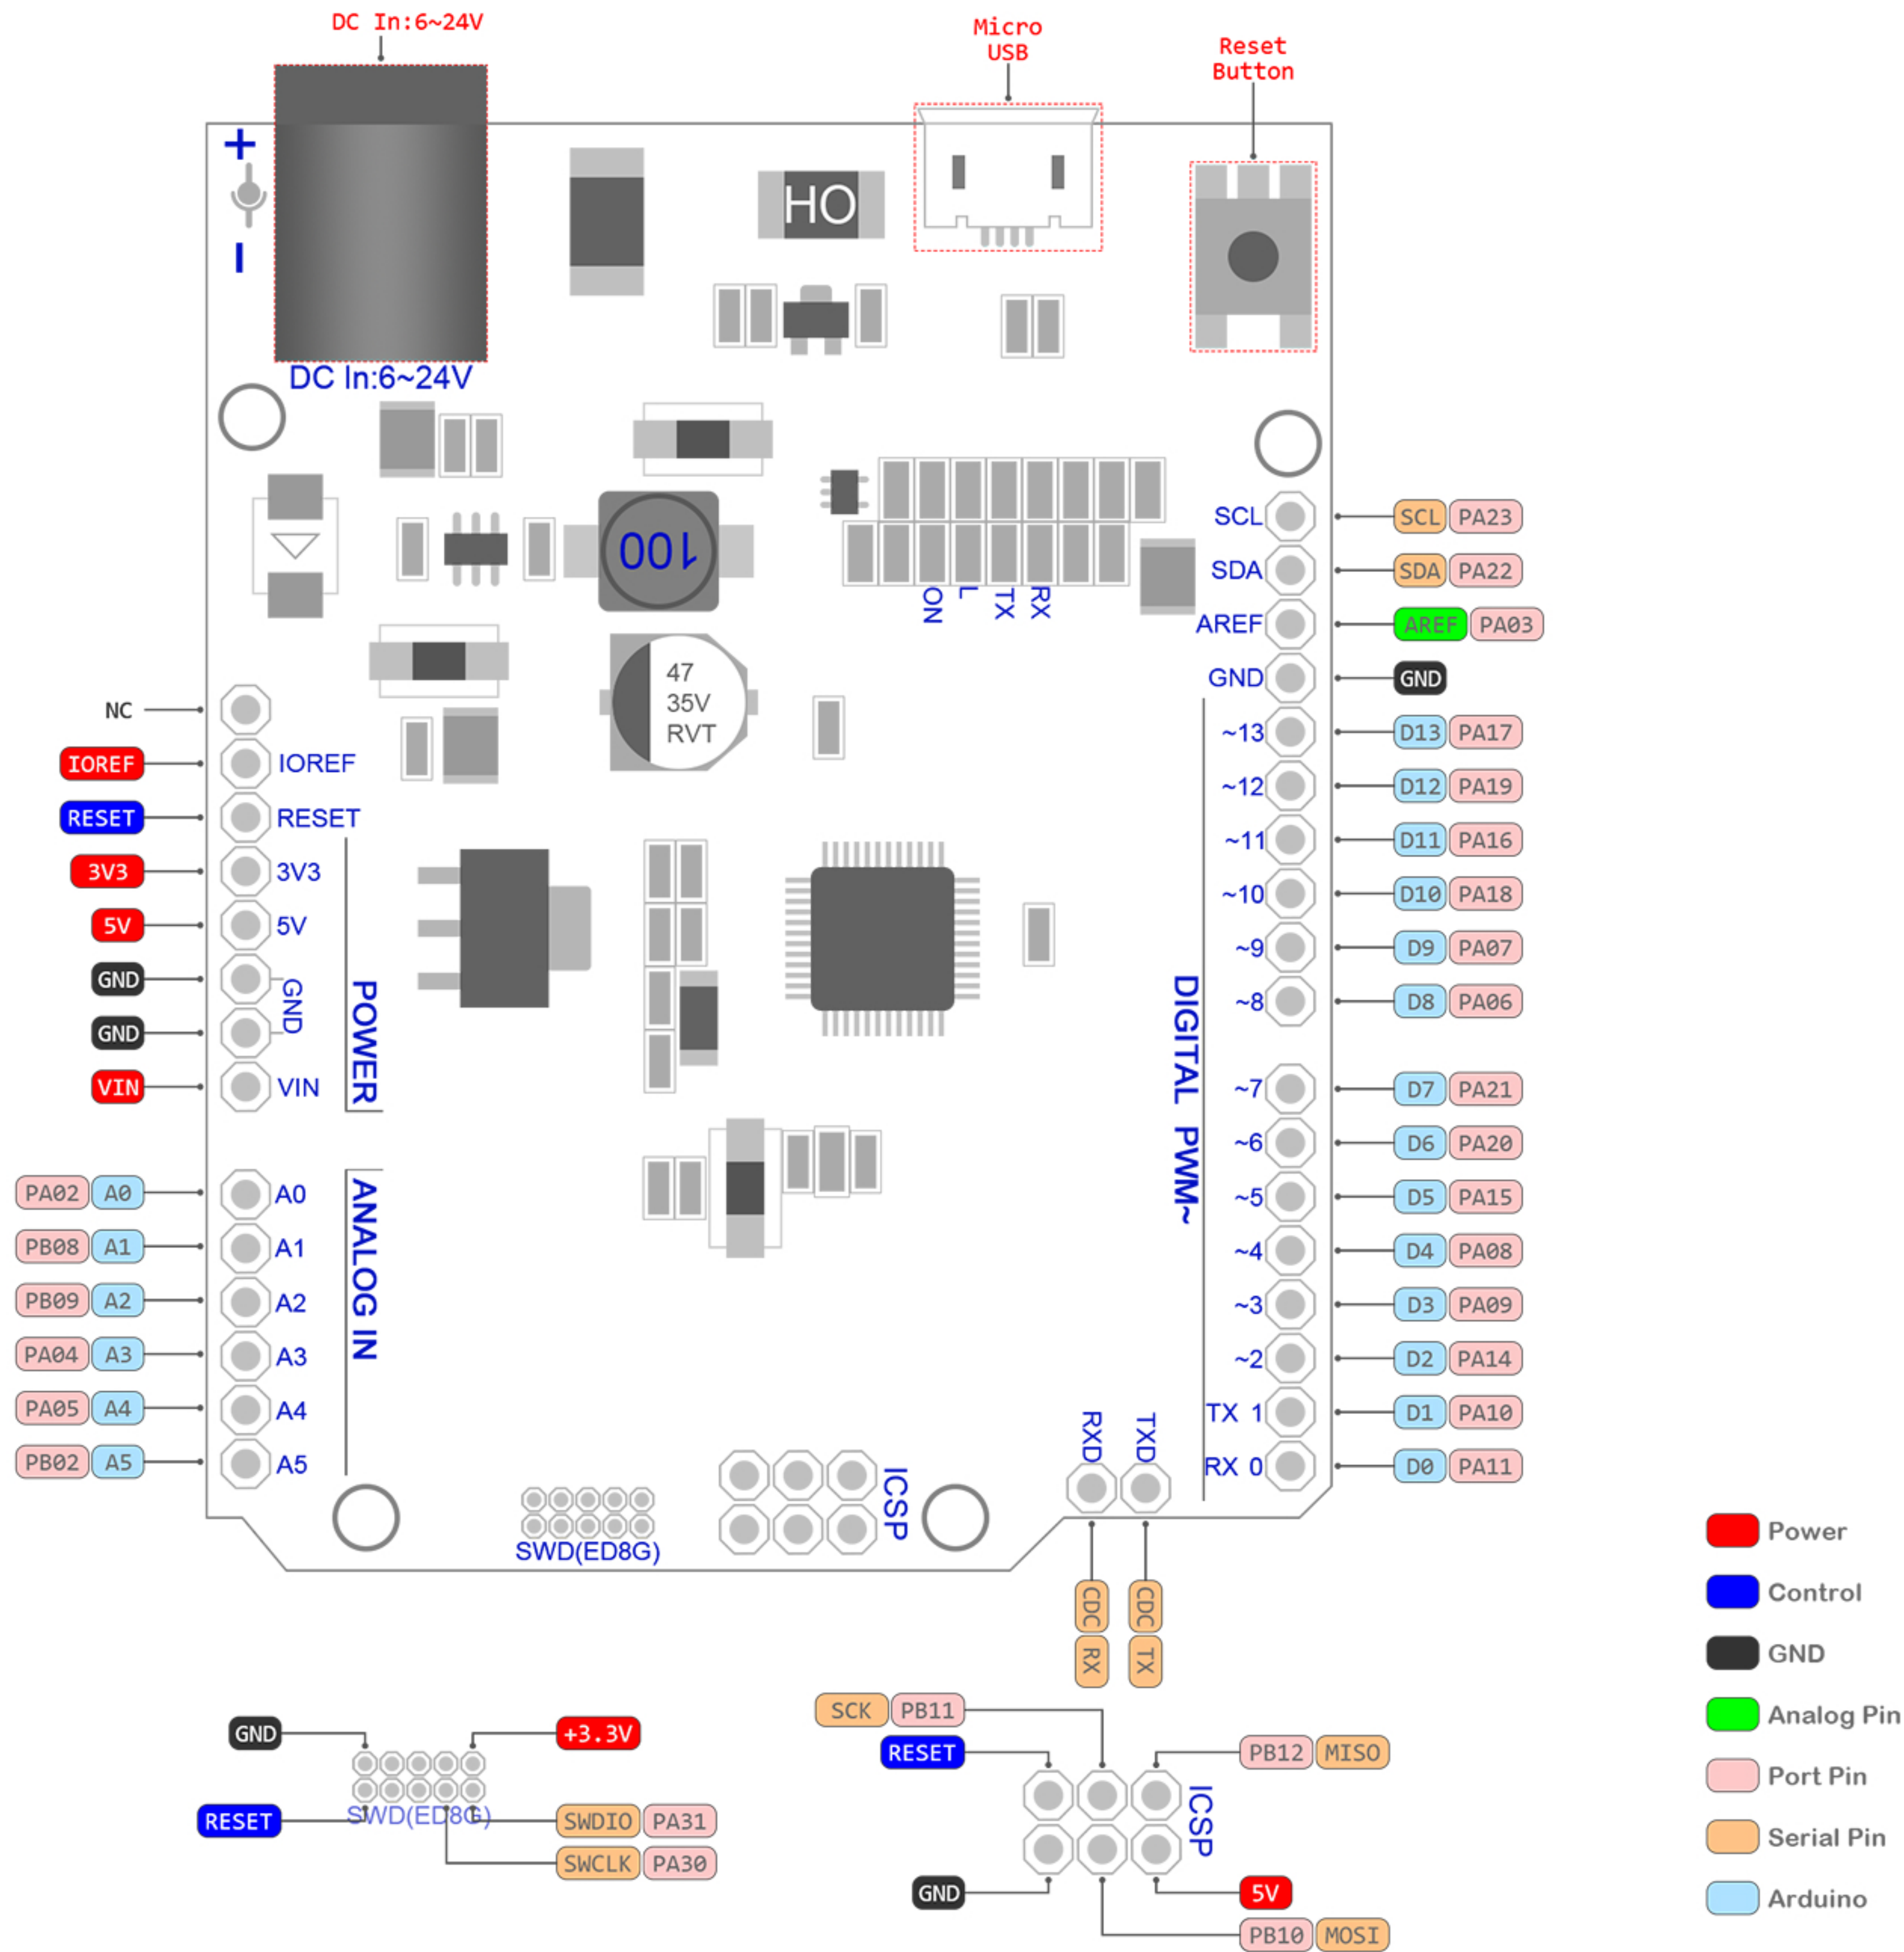 DC In:6~24V
Micro
USB
Reset
Button
+
−
HO
DC In:6~24V
100
ON
L
TX
RX
47
35V
RVT
SCL SCL PA23
SDA SDA PA22
AREF AREF PA03
GND GND
~13 D13 PA17
~12 D12 PA19
~11 D11 PA16
~10 D10 PA18
~9 D9 PA07
~8 D8 PA06
~7 D7 PA21
~6 D6 PA20
~5 D5 PA15
~4 D4 PA08
~3 D3 PA09
~2 D2 PA14
TX 1 D1 PA10
RX 0 D0 PA11
DIGITAL PWM~
NC
IOREF IOREF
RESET RESET
3V3 3V3
5V 5V
GND
GND
GND
VIN VIN
POWER
PA02 A0 A0
PB08 A1 A1
PB09 A2 A2
PA04 A3 A3
PA05 A4 A4
PB02 A5 A5
ANALOG IN
SWD(ED8G)
ICSP
RXD
TXD
CDC RX
CDC TX
GND
+3.3V
SWD(ED8G)
RESET
SWDIO PA31
SWCLK PA30
SCK PB11
RESET
PB12 MISO
ICSP
GND
5V
PB10 MOSI
Power
Control
GND
Analog Pin
Port Pin
Serial Pin
Arduino